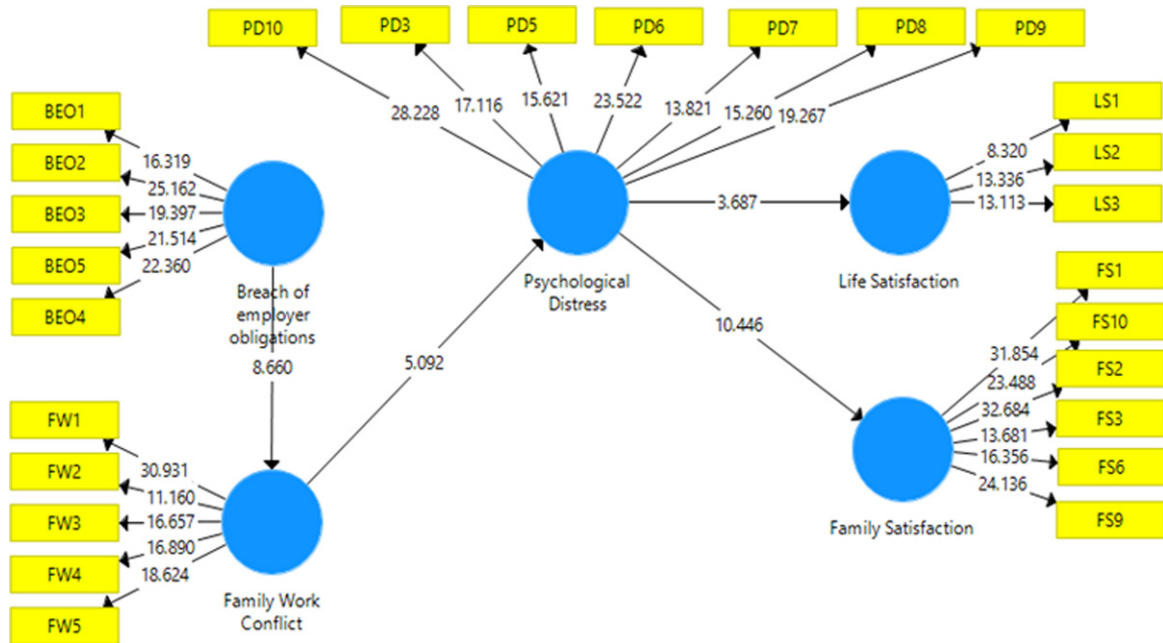 PD10
PD3
PD5
PD6
PD7
PD8
PD9
28.228
17.116
15.621
23.522
13.821
15.260
19.267
BEO1
BEO2
BEO3
BEO5
BEO4
16.319
25.162
19.397
21.514
22.360
Breach of
employer
obligations
8.660
FW1
FW2
FW3
FW4
FW5
30.931
11.160
16.657
16.890
18.624
Family Work
Conflict
5.092
Psychological
Distress
3.687
10.446
LS1
LS2
LS3
8.320
13.336
13.113
Life Satisfaction
FS1
FS10
FS2
FS3
FS6
FS9
31.854
23.488
32.684
13.681
16.356
24.136
Family Satisfaction